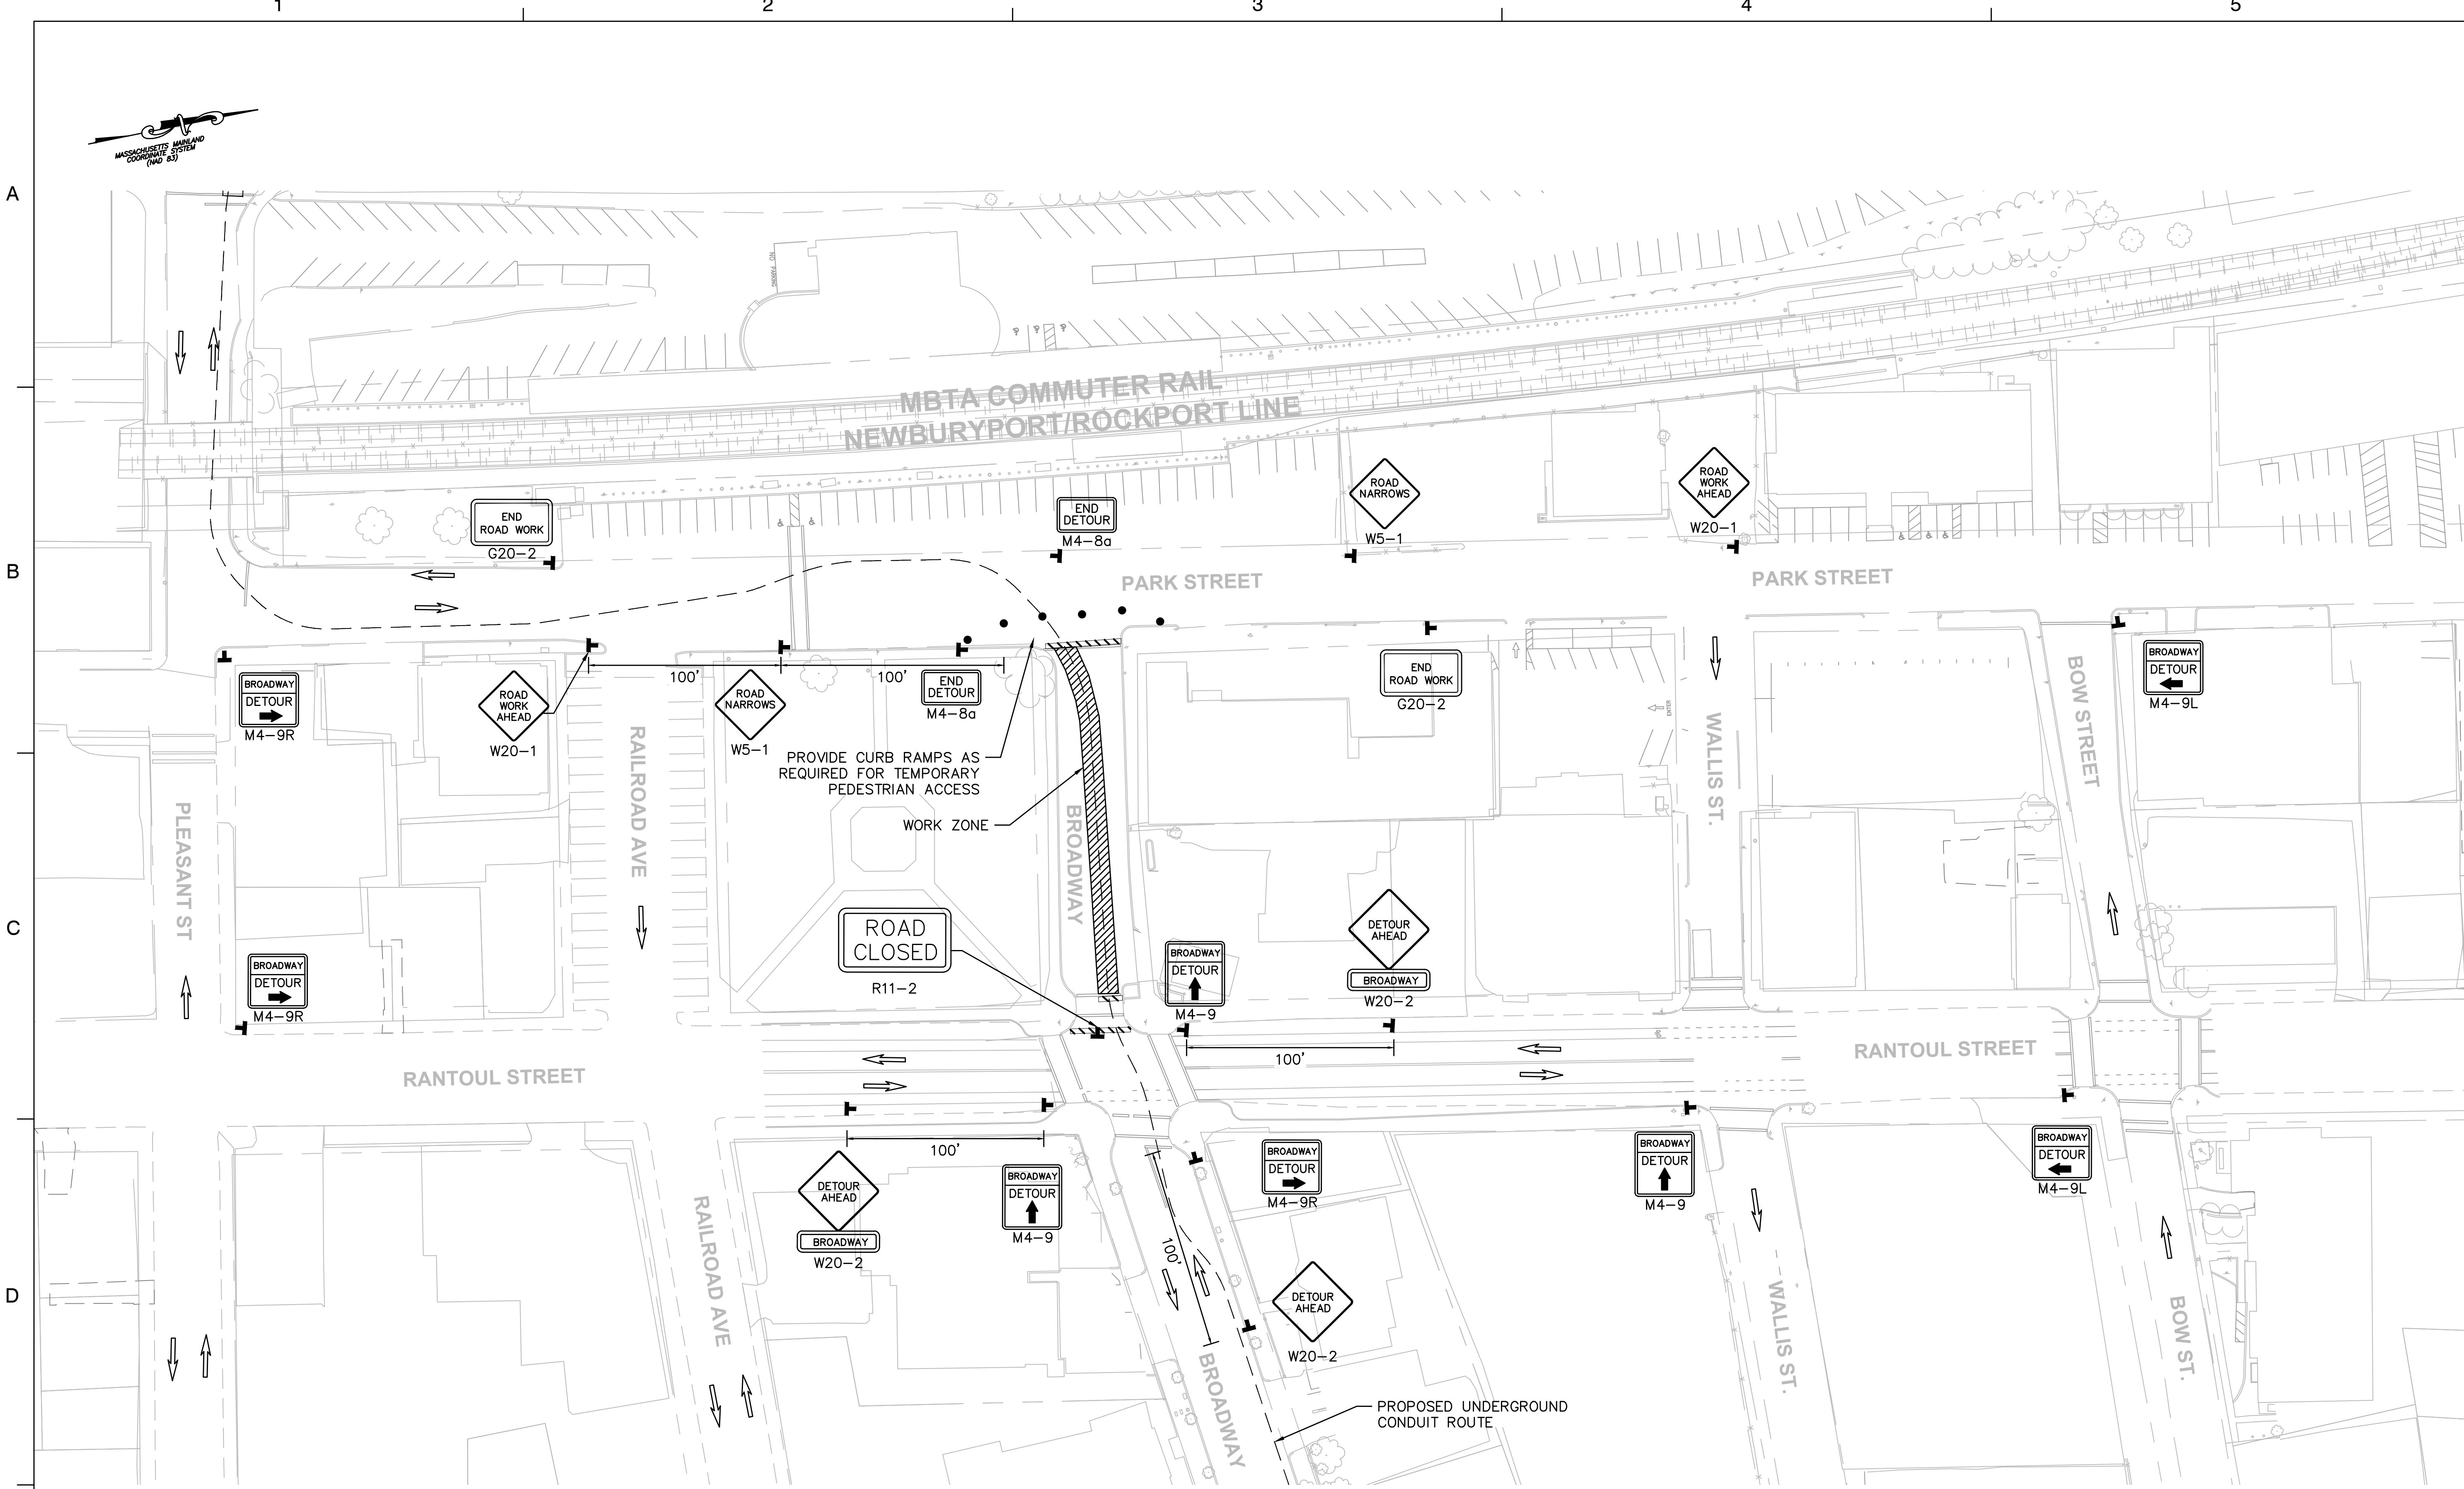 1
2
3
4
5
A
B
C
D
MASSACHUSETTS MAINLAND
COORDINATE SYSTEM
(NAD 83)
NO PARKING
MBTA COMMUTER RAIL
NEWBURYPORT/ROCKPORT LINE
END
ROAD WORK
G20-2
END
DETOUR
M4-8a
ROAD
NARROWS
W5-1
ROAD
WORK
AHEAD
W20-1
PARK STREET
PARK STREET
BROADWAY
DETOUR
M4-9R
ROAD
WORK
AHEAD
W20-1
100'
100'
ROAD
NARROWS
W5-1
END
DETOUR
M4-8a
END
ROAD WORK
G20-2
BROADWAY
DETOUR
M4-9L
ENTER
PROVIDE CURB RAMPS AS
REQUIRED FOR TEMPORARY
PEDESTRIAN ACCESS
WORK ZONE
PLEASANT ST
RAILROAD AVE
BROADWAY
WALLIS ST.
BOW STREET
BROADWAY
DETOUR
M4-9R
ROAD
CLOSED
R11-2
BROADWAY
DETOUR
M4-9
DETOUR
AHEAD
BROADWAY
W20-2
100'
RANTOUL STREET
RANTOUL STREET
100'
DETOUR
AHEAD
BROADWAY
W20-2
BROADWAY
DETOUR
M4-9
100'
BROADWAY
DETOUR
M4-9R
BROADWAY
DETOUR
M4-9
BROADWAY
DETOUR
M4-9L
DETOUR
AHEAD
W20-2
RAILROAD AVE
BROADWAY
WALLIS ST.
BOW ST.
PROPOSED UNDERGROUND
CONDUIT ROUTE